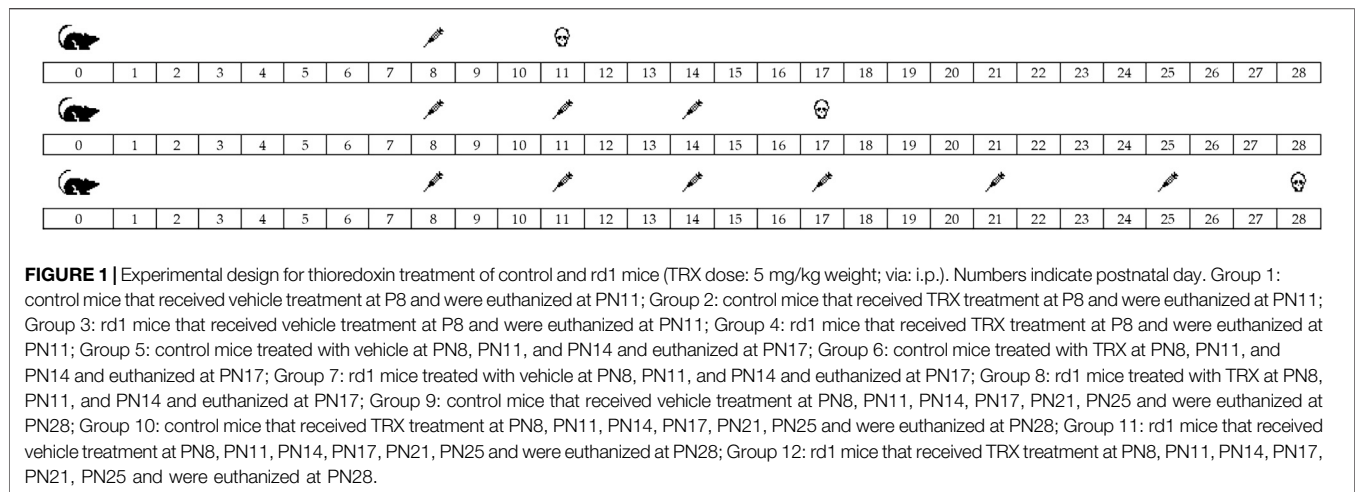 0 1 2 3 4 5 6 7 8 9 10 11 12 13 14 15 16 17 18 19 20 21 22 23 24 25 26 27 28
0 1 2 3 4 5 6 7 8 9 10 11 12 13 14 15 16 17 18 19 20 21 22 23 24 25 26 27 28
0 1 2 3 4 5 6 7 8 9 10 11 12 13 14 15 16 17 18 19 20 21 22 23 24 25 26 27 28
FIGURE 1 | Experimental design for thioredoxin treatment of control and rd1 mice (TRX dose: 5 mg/kg weight; via: i.p.). Numbers indicate postnatal day. Group 1:
control mice that received vehicle treatment at P8 and were euthanized at PN11; Group 2: control mice that received TRX treatment at P8 and were euthanized at PN11;
Group 3: rd1 mice that received vehicle treatment at P8 and were euthanized at PN11; Group 4: rd1 mice that received TRX treatment at P8 and were euthanized at
PN11; Group 5: control mice treated with vehicle at PN8, PN11, and PN14 and euthanized at PN17; Group 6: control mice treated with TRX at PN8, PN11, and
PN14 and euthanized at PN17; Group 7: rd1 mice treated with vehicle at PN8, PN11, and PN14 and euthanized at PN17; Group 8: rd1 mice treated with TRX at PN8,
PN11, and PN14 and euthanized at PN17; Group 9: control mice that received vehicle treatment at PN8, PN11, PN14, PN17, PN21, PN25 and were euthanized at
PN28; Group 10: control mice that received TRX treatment at PN8, PN11, PN14, PN17, PN21, PN25 and were euthanized at PN28; Group 11: rd1 mice that received
vehicle treatment at PN8, PN11, PN14, PN17, PN21, PN25 and were euthanized at PN28; Group 12: rd1 mice that received TRX treatment at PN8, PN11, PN14, PN17,
PN21, PN25 and were euthanized at PN28.